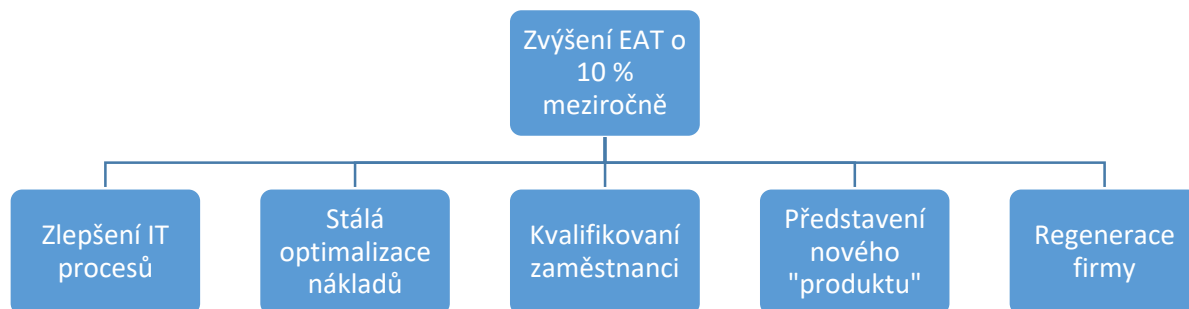 Zvýšení EAT o
10 %
meziročně
Zlepšení IT
procesů
Stálá
optimalizace
nákladů
Kvalifikovaní
zaměstnanci
Představení
nového
"produktu"
Regenerace
firmy